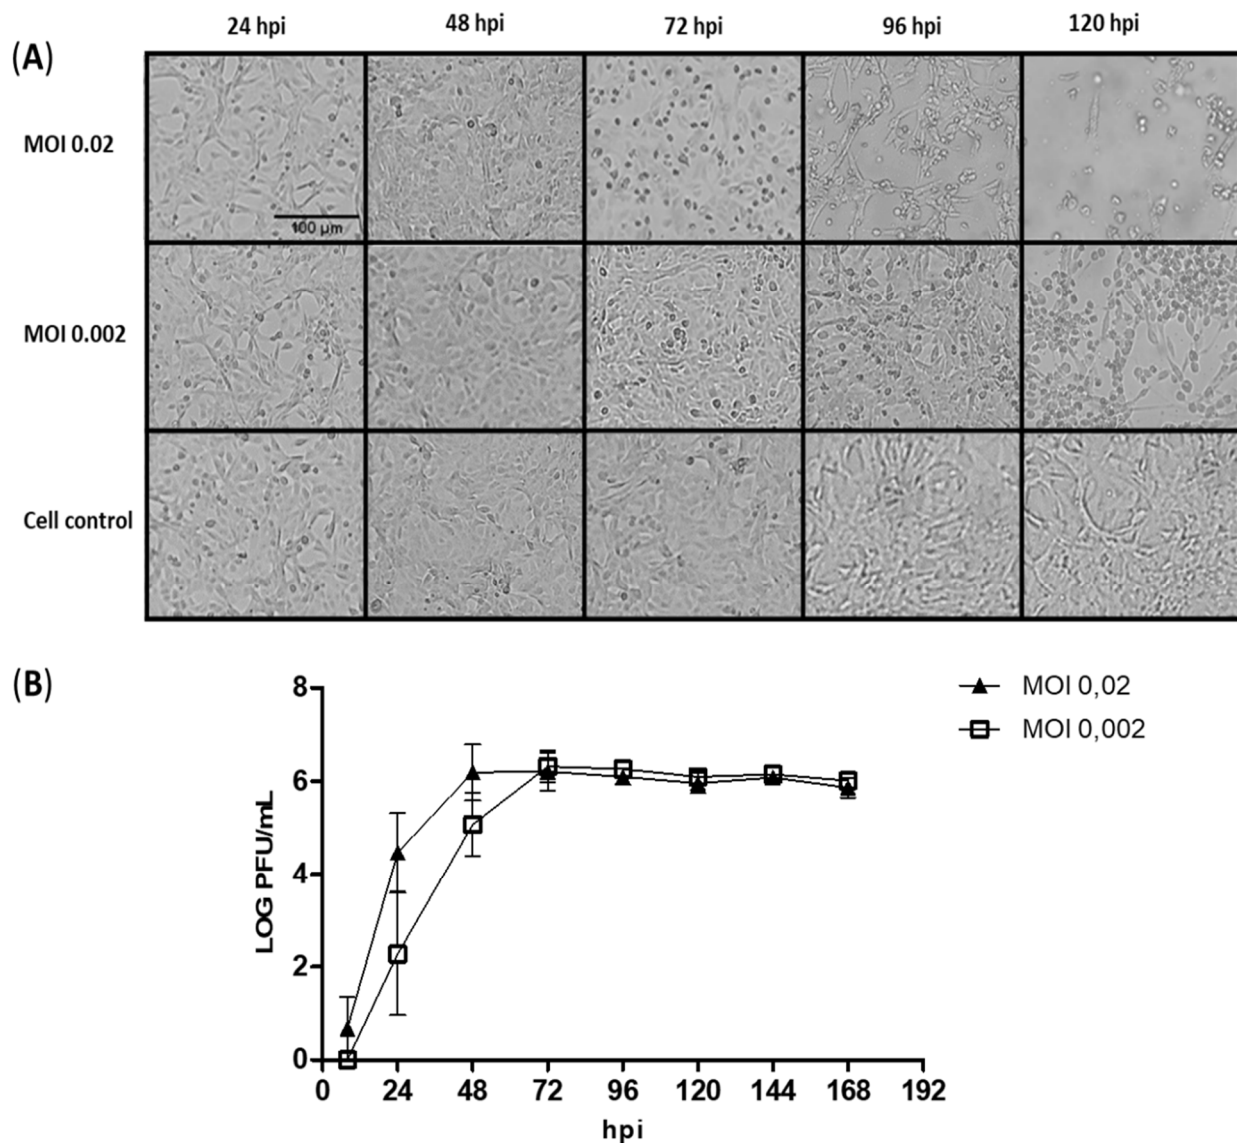 24 hpi 48 hpi 72 hpi 96 hpi 120 hpi
(A)
MOI 0.02
100 µm
MOI 0.002
Cell control
(B)
MOI 0,02
MOI 0,002
8
6
4
2
0
LOG PFU/mL
0 24 48 72 96 120 144 168 192
hpi